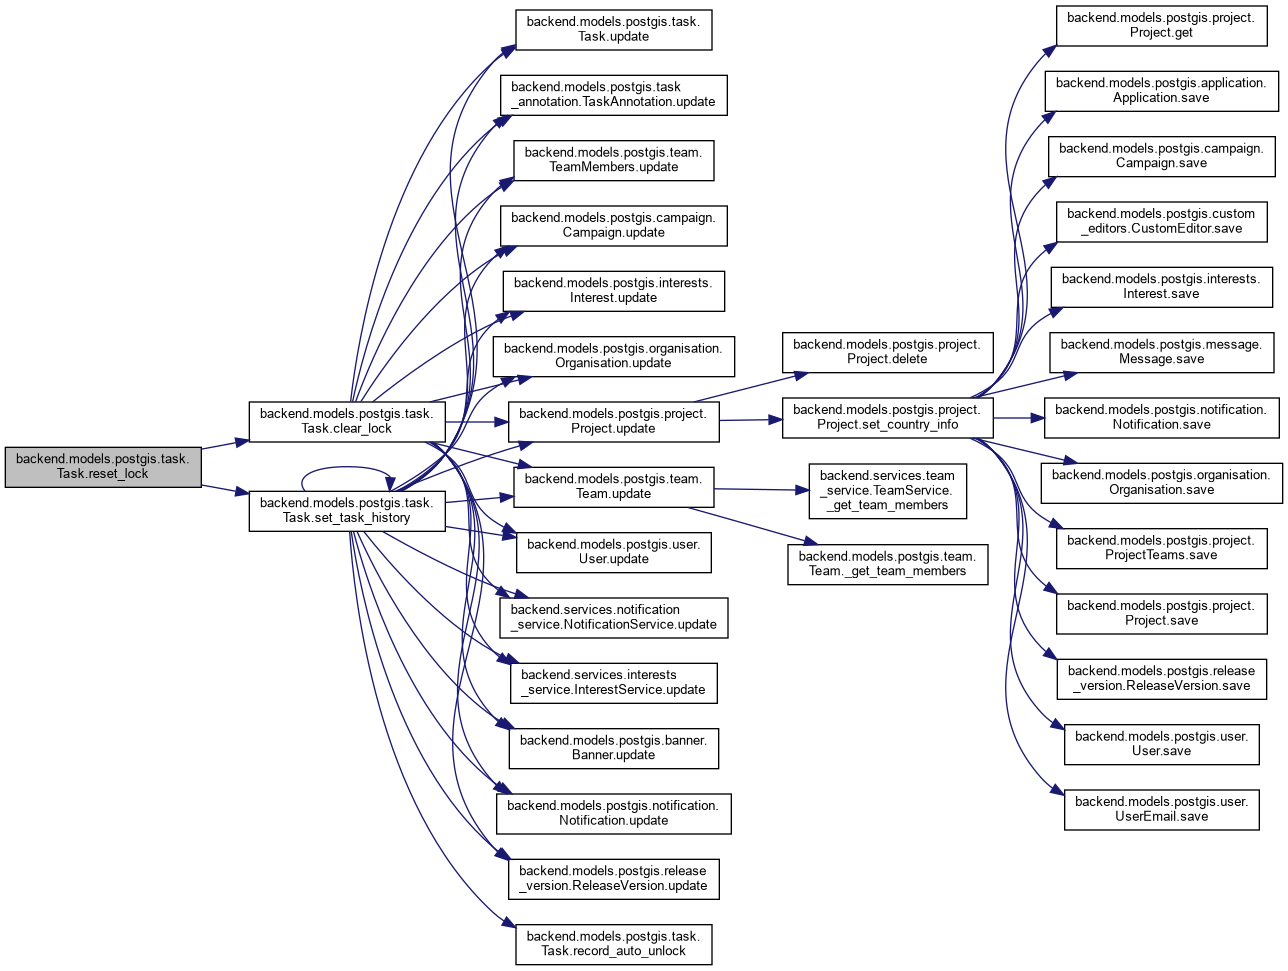 backend.models.postgis.task.
Task.reset_lock
backend.models.postgis.task.
Task.clear_lock
backend.models.postgis.task.
Task.set_task_history
backend.models.postgis.task.
Task.update
backend.models.postgis.task
_annotation.TaskAnnotation.update
backend.models.postgis.team.
TeamMembers.update
backend.models.postgis.campaign.
Campaign.update
backend.models.postgis.interests.
Interest.update
backend.models.postgis.organisation.
Organisation.update
backend.models.postgis.project.
Project.update
backend.models.postgis.team.
Team.update
backend.models.postgis.user.
User.update
backend.services.notification
_service.NotificationService.update
backend.services.interests
_service.InterestService.update
backend.models.postgis.banner.
Banner.update
backend.models.postgis.notification.
Notification.update
backend.models.postgis.release
_version.ReleaseVersion.update
backend.models.postgis.task.
Task.record_auto_unlock
backend.models.postgis.project.
Project.delete
backend.models.postgis.project.
Project.set_country_info
backend.services.team
_service.TeamService.
_get_team_members
backend.models.postgis.team.
Team._get_team_members
backend.models.postgis.project.
Project.get
backend.models.postgis.application.
Application.save
backend.models.postgis.campaign.
Campaign.save
backend.models.postgis.custom
_editors.CustomEditor.save
backend.models.postgis.interests.
Interest.save
backend.models.postgis.message.
Message.save
backend.models.postgis.notification.
Notification.save
backend.models.postgis.organisation.
Organisation.save
backend.models.postgis.project.
ProjectTeams.save
backend.models.postgis.project.
Project.save
backend.models.postgis.release
_version.ReleaseVersion.save
backend.models.postgis.user.
User.save
backend.models.postgis.user.
UserEmail.save